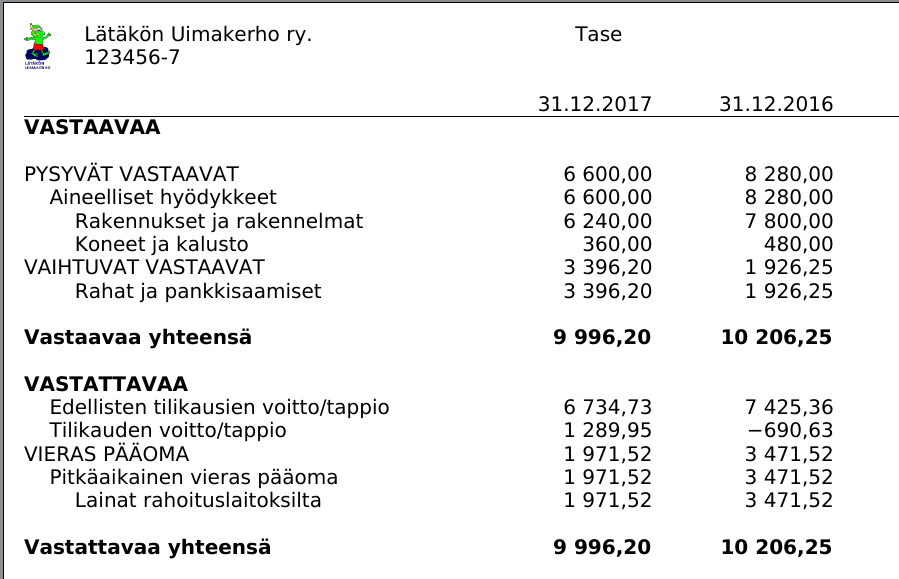 Lätäkön Uimakerho ry. Tase
123456-7
LÄTÄKÖN
UIMAKERHO
31.12.2017 31.12.2016
VASTAAVAA
PYSYVÄT VASTAAVAT 6 600,00 8 280,00
Aineelliset hyödykkeet 6 600,00 8 280,00
Rakennukset ja rakennelmat 6 240,00 7 800,00
Koneet ja kalusto 360,00 480,00
VAIHTUVAT VASTAAVAT 3 396,20 1 926,25
Rahat ja pankkisaamiset 3 396,20 1 926,25
Vastaavaa yhteensä 9 996,20 10 206,25
VASTATTAVAA
Edellisten tilikausien voitto/tappio 6 734,73 7 425,36
Tilikauden voitto/tappio 1 289,95 −690,63
VIERAS PÄÄOMA 1 971,52 3 471,52
Pitkäaikainen vieras pääoma 1 971,52 3 471,52
Lainat rahoituslaitoksilta 1 971,52 3 471,52
Vastattavaa yhteensä 9 996,20 10 206,25